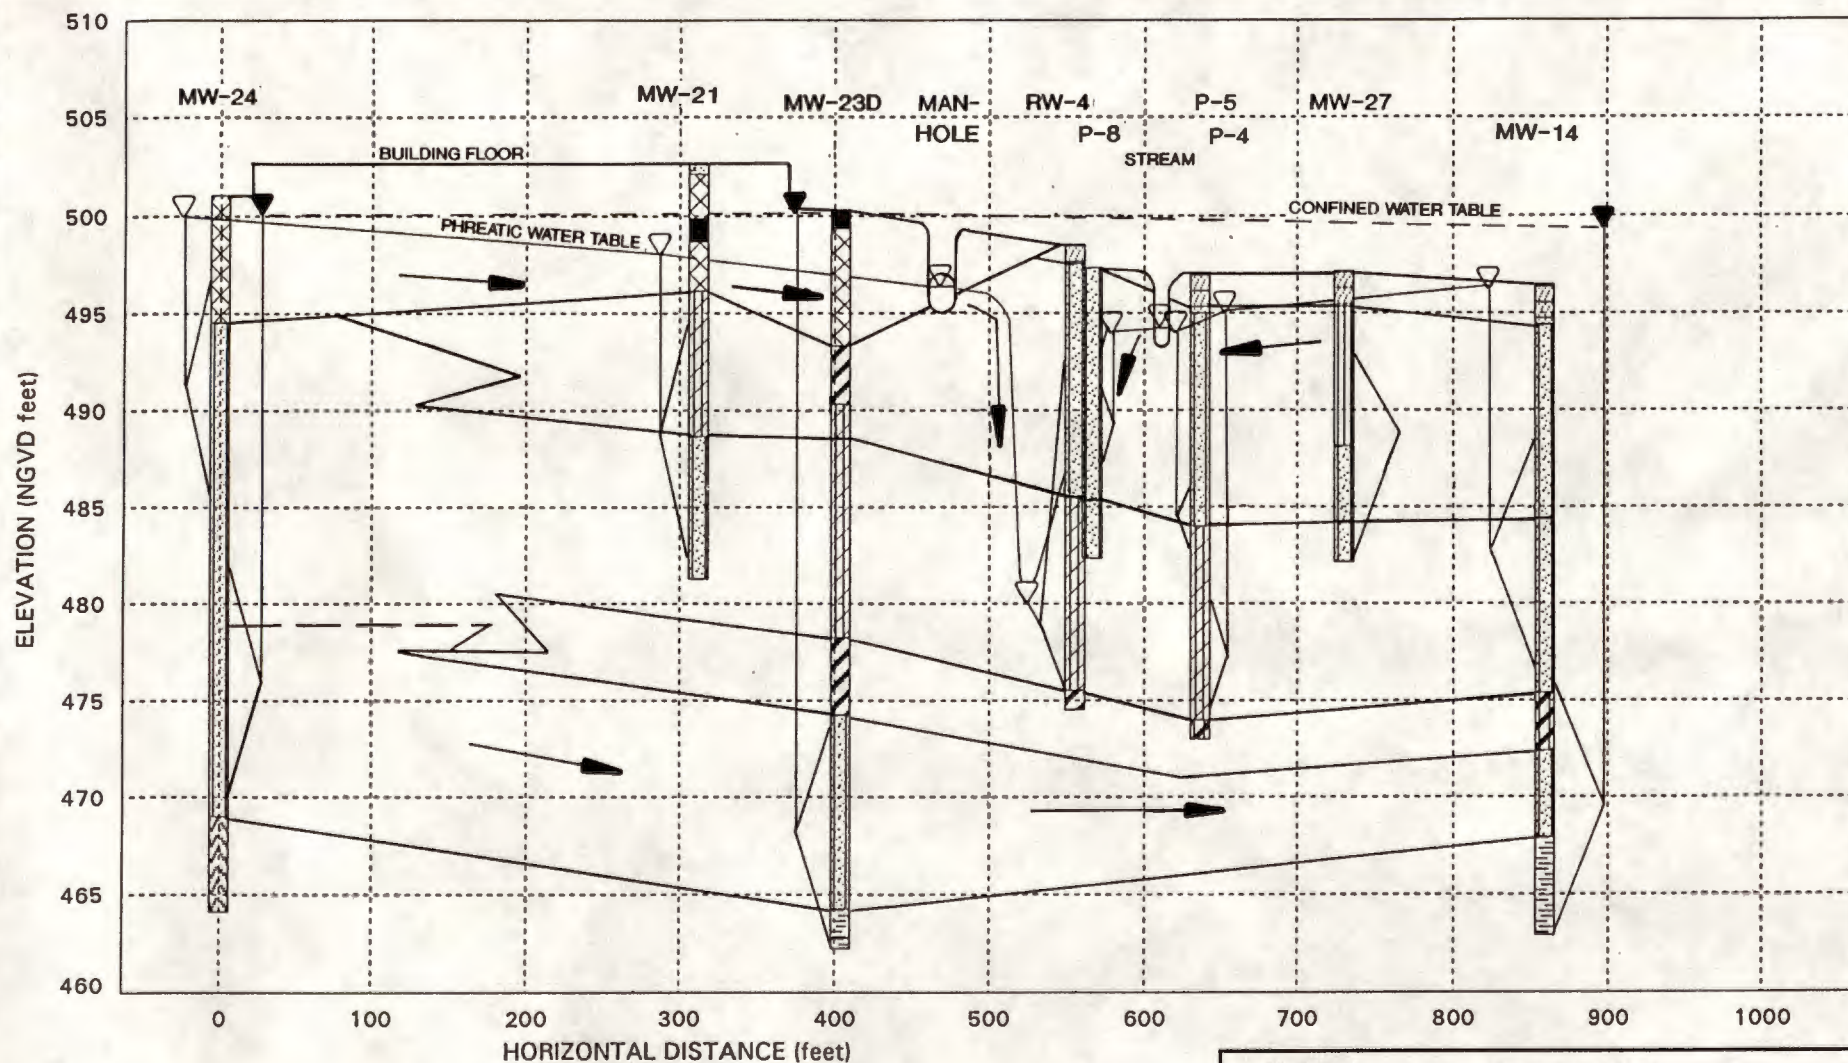 510
MW-24
MW-21
MW-23D
MAN-
HOLE
RW-4
P-8
P-5
P-4
MW-27
MW-14
505
BUILDING FLOOR
STREAM
500
PHREATIC WATER TABLE
CONFINED WATER TABLE
495
490
485
480
475
470
465
460
ELEVATION (NGVD feet)
0
100
200
300
400
500
600
700
800
900
1000
HORIZONTAL DISTANCE (feet)